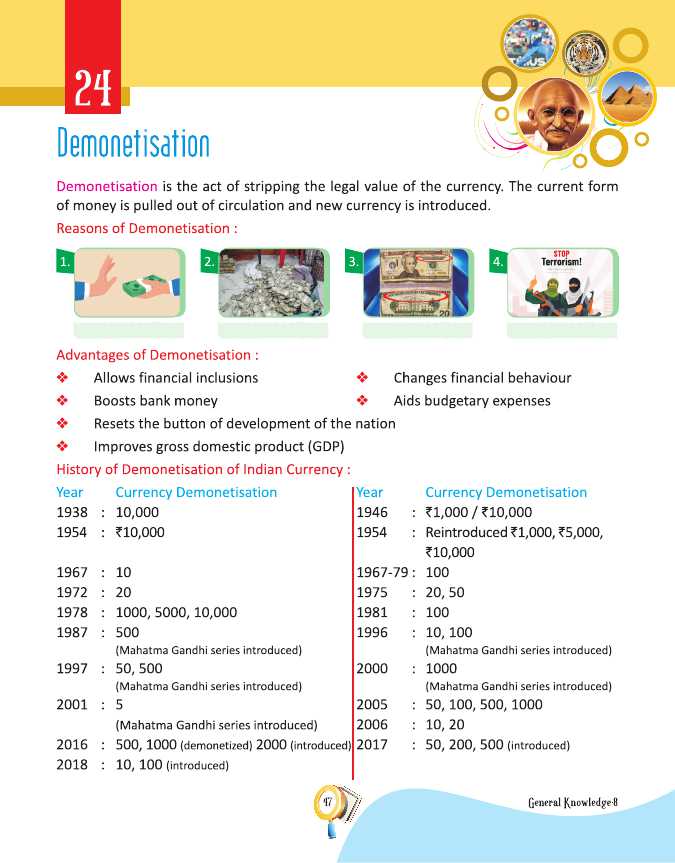 24
Demonetisation
Demonetisation is the act of stripping the legal value of the currency. The current form
of money is pulled out of circulation and new currency is introduced.
Reasons of Demonetisation :
1. 2. 3. 4.
STOP
Terrorism!
20
Advantages of Demonetisation :
❖ Allows financial inclusions ❖ Changes financial behaviour
❖ Boosts bank money ❖ Aids budgetary expenses
❖ Resets the button of development of the nation
❖ Improves gross domestic product (GDP)
History of Demonetisation of Indian Currency :
Year Currency Demonetisation Year Currency Demonetisation
1938 : 10,000 1946 : ₹1,000 / ₹10,000
1954 : ₹10,000 1954 : Reintroduced ₹1,000, ₹5,000,
₹10,000
1967 : 10 1967-79 : 100
1972 : 20 1975 : 20, 50
1978 : 1000, 5000, 10,000 1981 : 100
1987 : 500 1996 : 10, 100
(Mahatma Gandhi series introduced) (Mahatma Gandhi series introduced)
1997 : 50, 500 2000 : 1000
(Mahatma Gandhi series introduced) (Mahatma Gandhi series introduced)
2001 : 5 2005 : 50, 100, 500, 1000
(Mahatma Gandhi series introduced) 2006 : 10, 20
2016 : 500, 1000 (demonetized) 2000 (introduced) 2017 : 50, 200, 500 (introduced)
2018 : 10, 100 (introduced)
47
General Knowledge-8